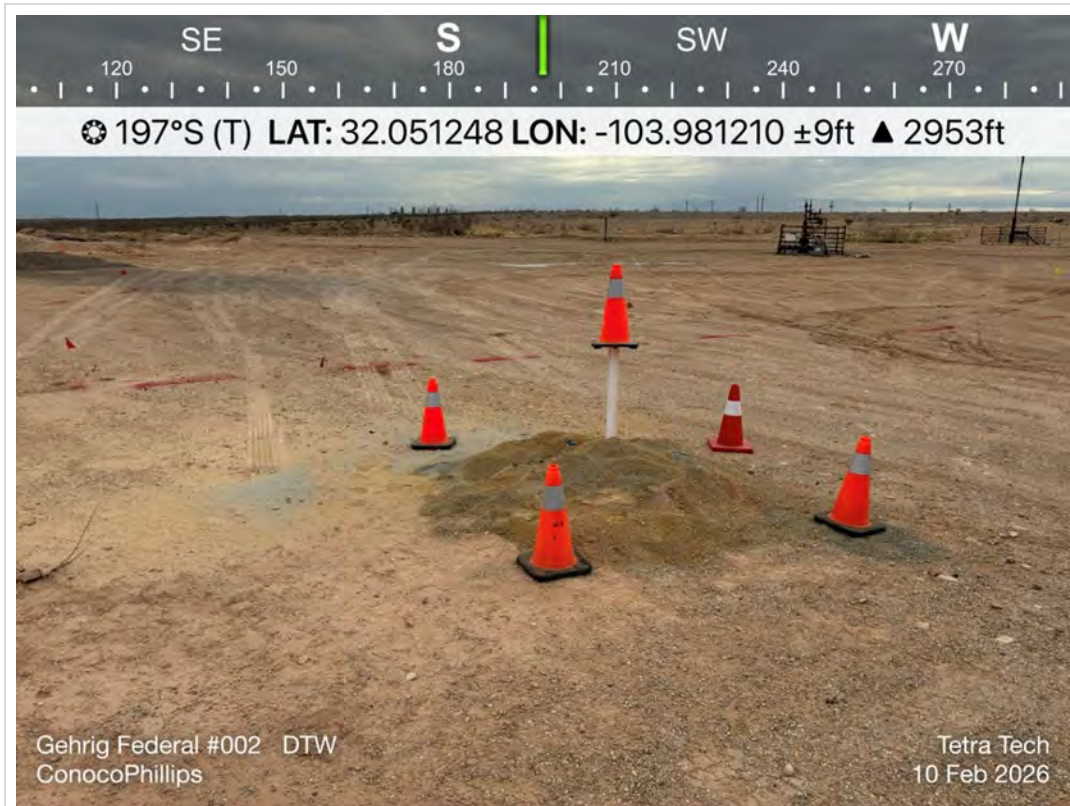 SE S SW W
120 150 180 210 240 270
197°S (T) LAT: 32.051248 LON: -103.981210 ±9ft ▲ 2953ft
Gehrig Federal #002 DTW
ConocoPhillips
Tetra Tech
10 Feb 2026